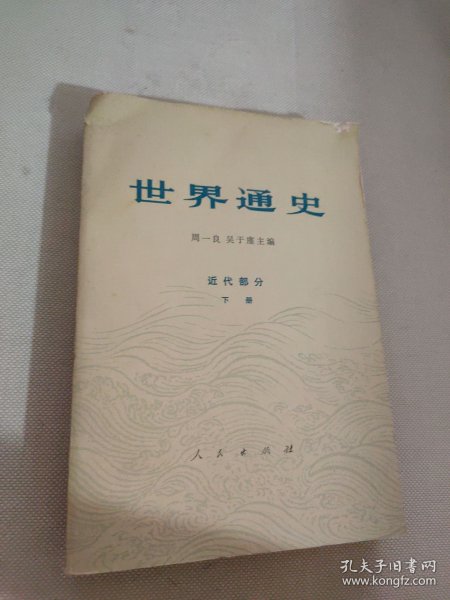 世界通史
周一良 吴于廑主编
近代部分
下 册
人民出版社
孔夫子旧书网
www.kongfz.com